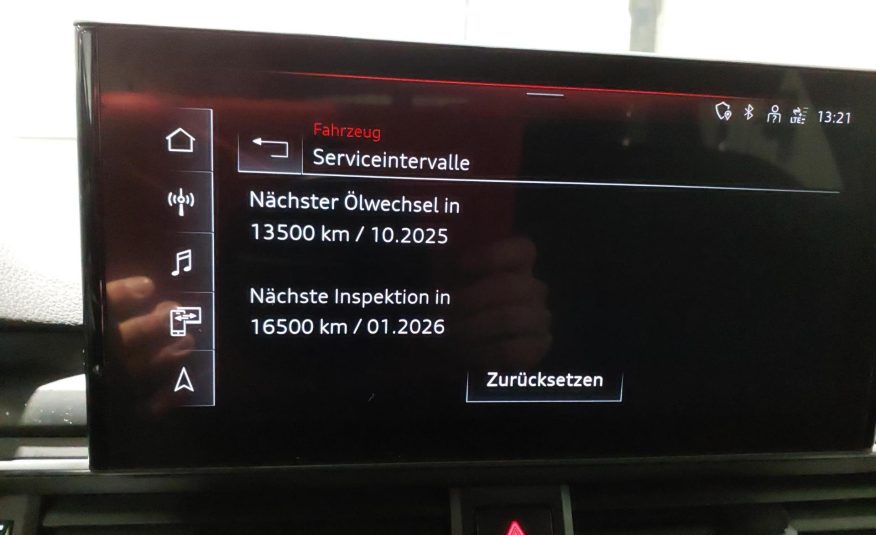 LTE 13:21
Fahrzeug
Serviceintervalle
Nächster Ölwechsel in
13500 km / 10.2025
Nächste Inspektion in
16500 km / 01.2026
Zurücksetzen